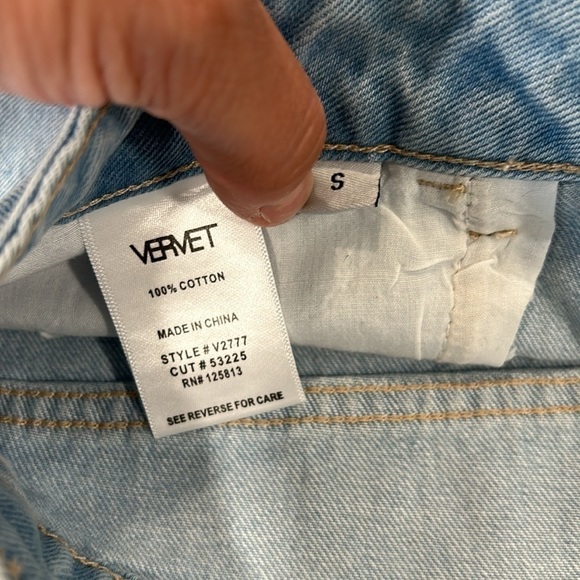 S
VERVET
100% COTTON
MADE IN CHINA
STYLE # V2777
CUT # 53225
RN# 125813
SEE REVERSE FOR CARE